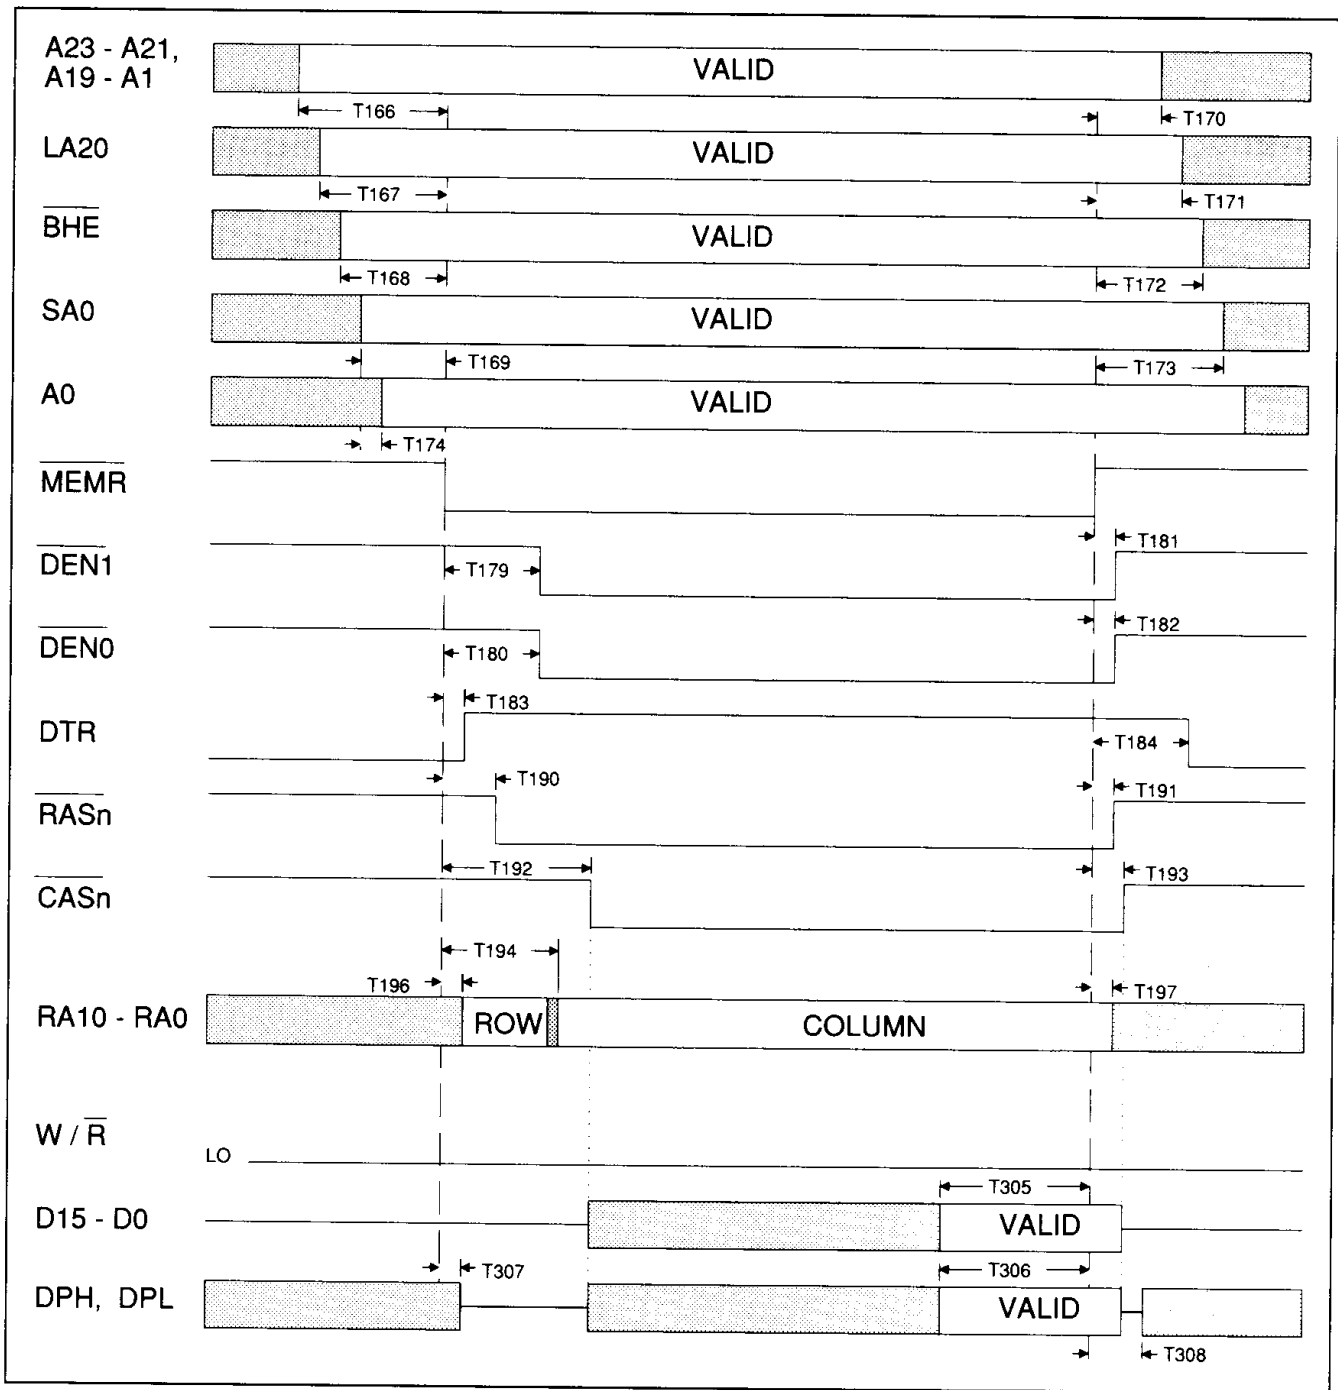 A23 - A21,
A19 - A1
VALID
T166
T170
LA20
VALID
T167
T171
BHE
VALID
T168
T172
SA0
VALID
T169
T173
A0
VALID
T174
MEMR
T181
DEN1
T179
T182
DEN0
T180
T183
DTR
T184
T190
T191
RASn
T192
T193
CASn
T194
T196
T197
RA10 - RA0
ROW
COLUMN
W / R
LO
T305
D15 - D0
VALID
T307
T306
DPH, DPL
VALID
T308